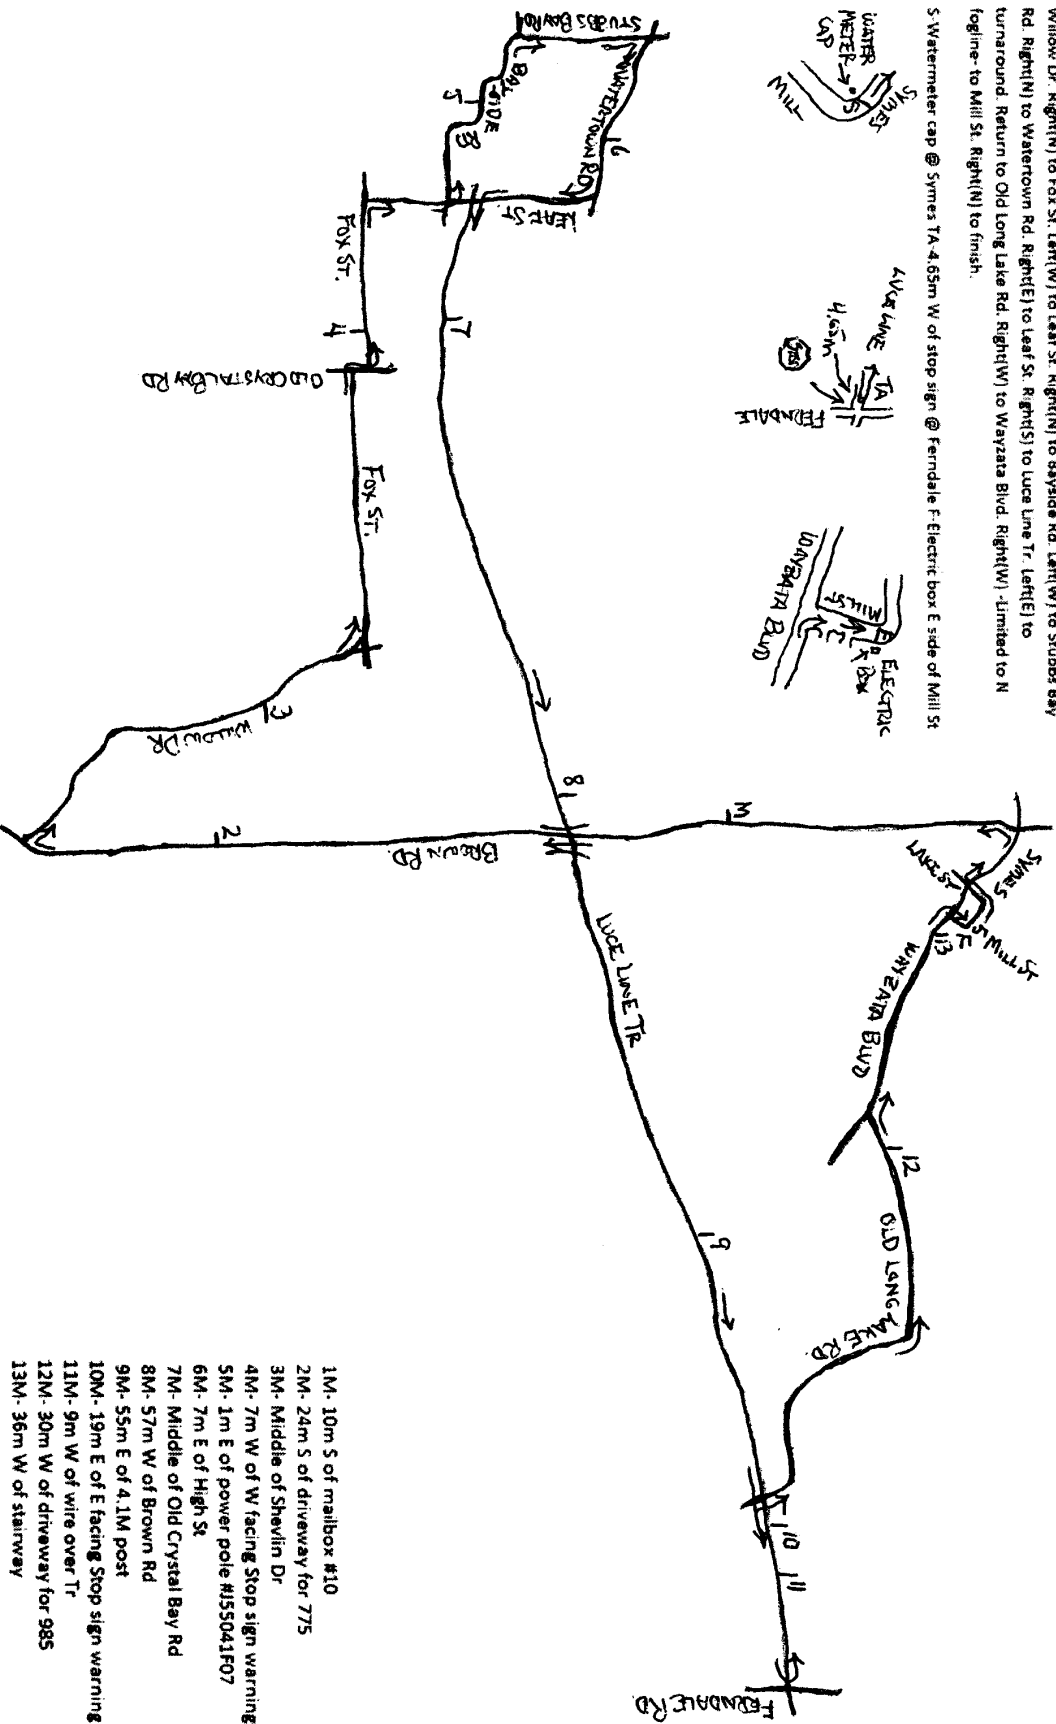 Willow Dr. Right(N) to Fox St. Left(W) to Leaf St. Right(N) to Bayside Rd. Left(W) to Stubbs Bay
Rd. Right(N) to Watertown Rd. Right(E) to Leaf St. Right(S) to Luce Line Tr. Left(E) to
turnaround. Return to Old Long Lake Rd. Right(W) to Wayzata Blvd. Right(W) -Limited to N
fogline- to Mill St. Right(N) to finish.
S-Watermeter cap @ Symes TA-4.65m W of stop sign @ Ferndale F-Electric box E side of Mill St
WATER
METER
CAP
S
SYMES
MILL
LUCE LINE
4.65m
TA
FERNDALE
MILL ST
F
ELECTRIC
BOX
WAYZATA BLVD
STUBBS BAY RD
WATERTOWN RD
6
BAYSIDE
RD
5
LEAF ST.
FOX ST.
4
OLD CRYSTAL BAY RD
FOX ST.
7
3
WILLOW DR
2
BROWN RD.
8
M
SYMES
LAKE ST
S
MILL ST
F
13
WAYZATA BLVD
12
OLD LONG LAKE RD.
LUCE LINE TR
9
10
11
FERNDALE RD.
1M- 10m S of mailbox #10
2M- 24m S of driveway for 775
3M- Middle of Shevlin Dr
4M- 7m W of W facing Stop sign warning
5M- 1m E of power pole #J55041F07
6M- 7m E of High St
7M- Middle of Old Crystal Bay Rd
8M- 57m W of Brown Rd
9M- 55m E of 4.1M post
10M- 19m E of E facing Stop sign warning
11M- 9m W of wire over Tr
12M- 30m W of driveway for 985
13M- 36m W of stairway